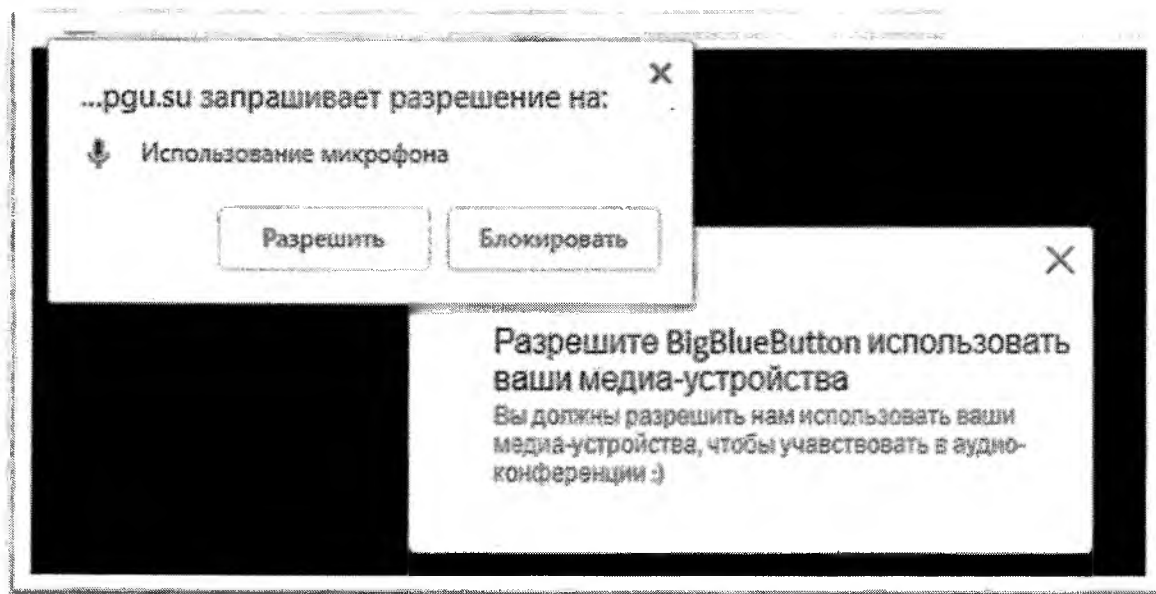 ...pgu.su запрашивает разрешение на:
Использование микрофона
Разрешить
Блокировать
Разрешите BigBlueButton использовать
ваши медиа-устройства
Вы должны разрешить нам использовать ваши
медиа-устройства, чтобы учавствовать в аудио-
конференции :)